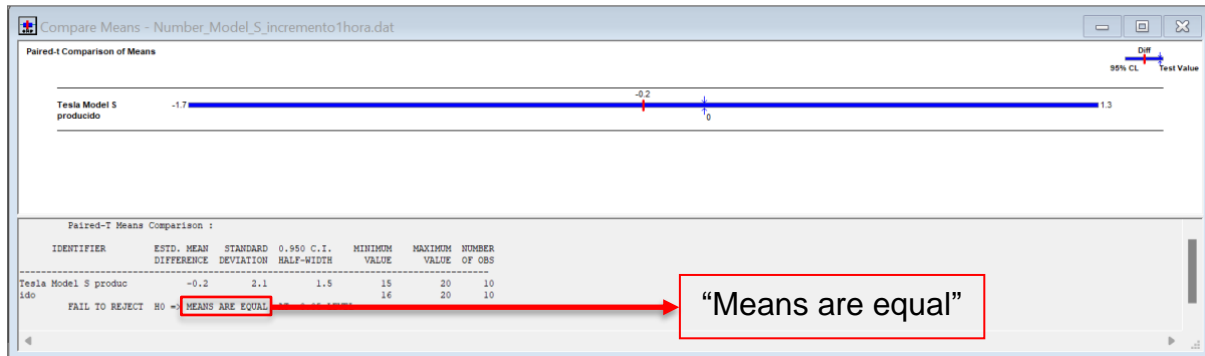 Compare Means - Number_Model_S_incremento1hora.dat
Paired-t Comparison of Means
Diff
95% CL Test Value
-0.2
Tesla Model S -1.7 1.3
producido
0
Paired-T Means Comparison :
IDENTIFIER ESTD. MEAN STANDARD 0.950 C.I. MINIMUM MAXIMUM NUMBER
DIFFERENCE DEVIATION HALF-WIDTH VALUE VALUE OF OBS
Tesla Model S produc -0.2 2.1 1.5 15 20 10
ido 16 20 10
FAIL TO REJECT H0 => MEANS ARE EQUAL
“Means are equal”